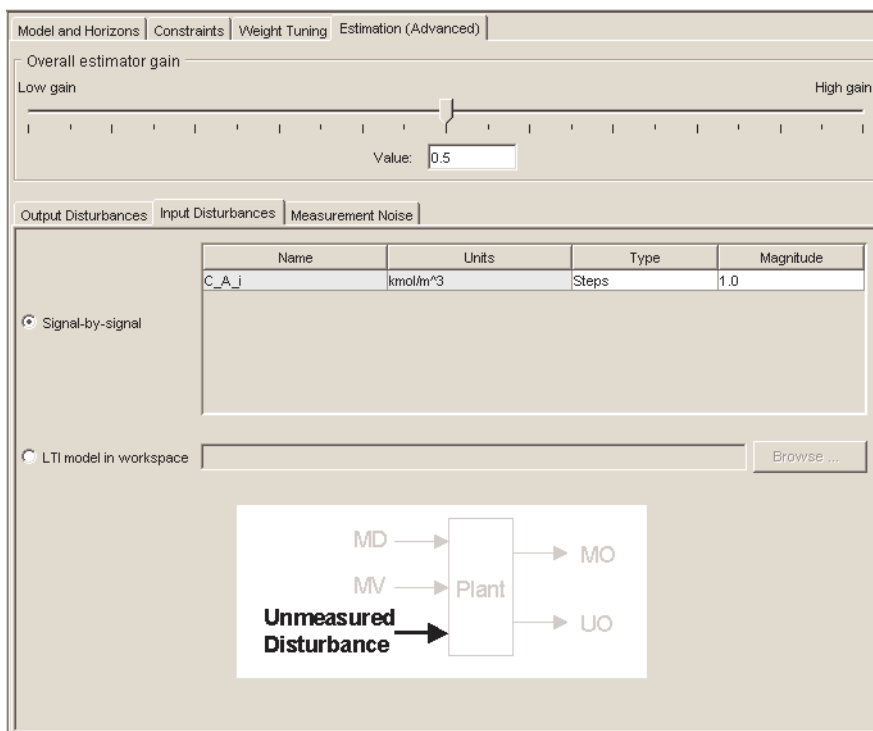 Model and Horizons Constraints Weight Tuning Estimation (Advanced)
Overall estimator gain
Low gain High gain
Value: 0.5
Output Disturbances Input Disturbances Measurement Noise
Name Units Type Magnitude
C_A_i kmol/m^3 Steps 1.0
Signal-by-signal
LTI model in workspace Browse ...
MD
MO
MV
Plant
Unmeasured
Disturbance
UO